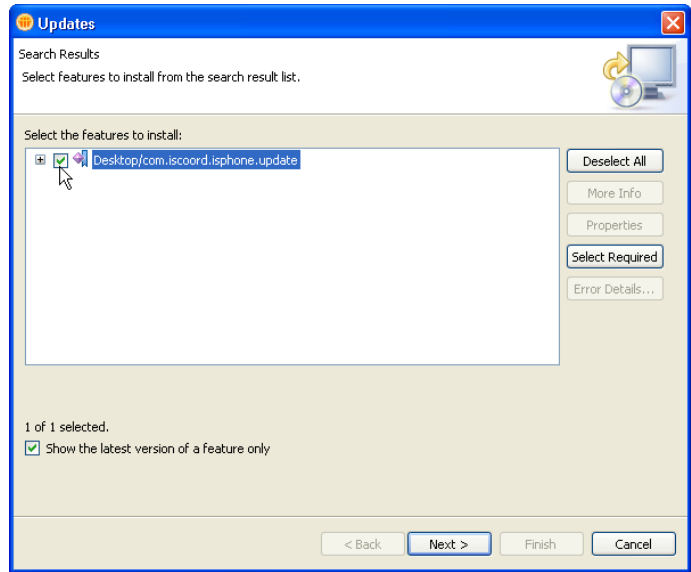 Updates
Search Results
Select features to install from the search result list.
Select the features to install:
Desktop/com.iscoord.isphone.update
Deselect All
More Info
Properties
Select Required
Error Details...
1 of 1 selected.
Show the latest version of a feature only
< Back
Next >
Finish
Cancel